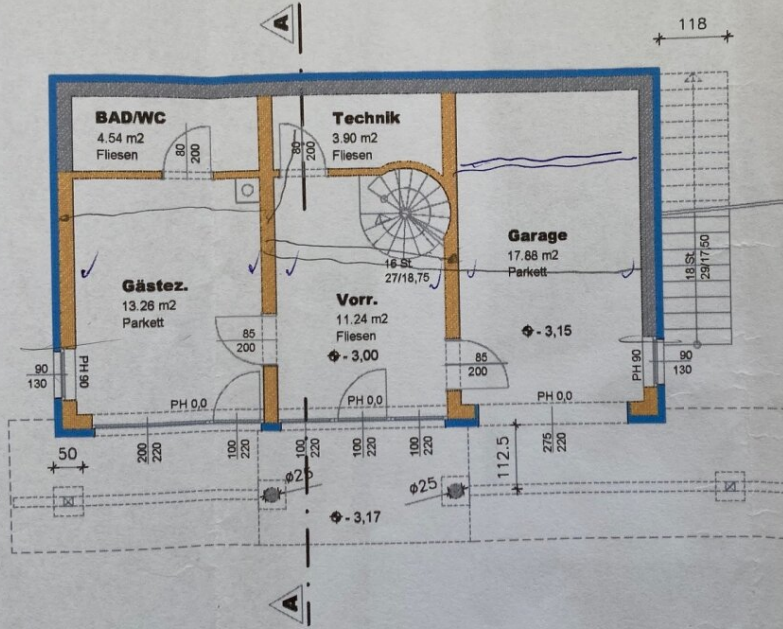 A
118
BAD/WC
4.54 m2
Fliesen
80
200
Technik
3.90 m2
Fliesen
80
200
Garage
17.88 m2
Parkett
18 St.
29/17,50
16 St.
27/18,75
Gästez.
13.26 m2
Parkett
Vorr.
11.24 m2
Fliesen
- 3,00
- 3,15
85
200
85
200
90
130
PH 90
PH 90
90
130
PH 0,0
PH 0,0
PH 0,0
50
200
220
100
220
100
220
100
220
100
220
112.5
275
220
ø25
ø25
- 3,17
A